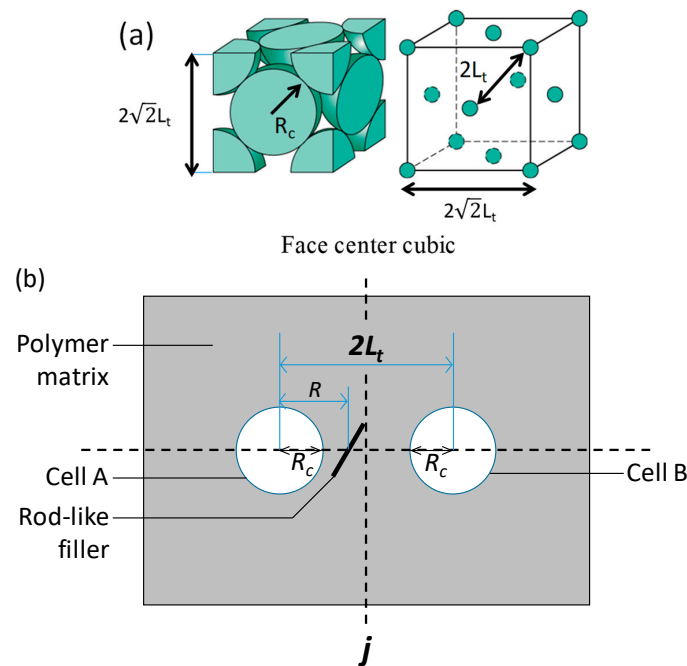 (a)
2√2L_t
R_c
2L_t
2√2L_t
Face center cubic
(b)
Polymer
matrix
2L_t
R
R_c
R_c
Cell A
Cell B
Rod-like
filler
j